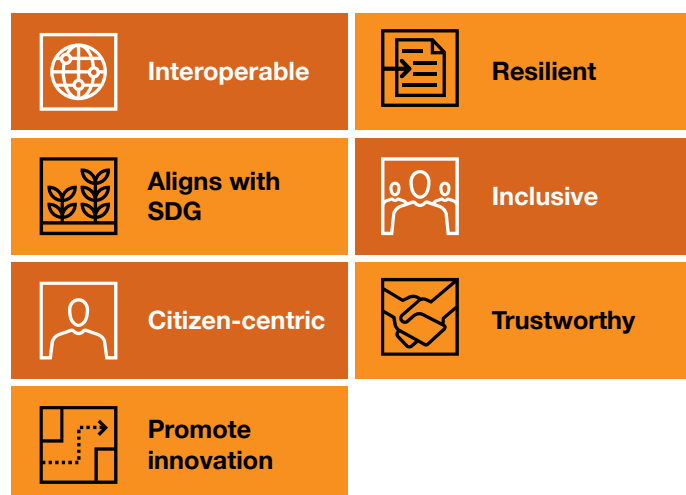 Interoperable
Resilient
Aligns with
SDG
Inclusive
Citizen-centric
Trustworthy
Promote
innovation